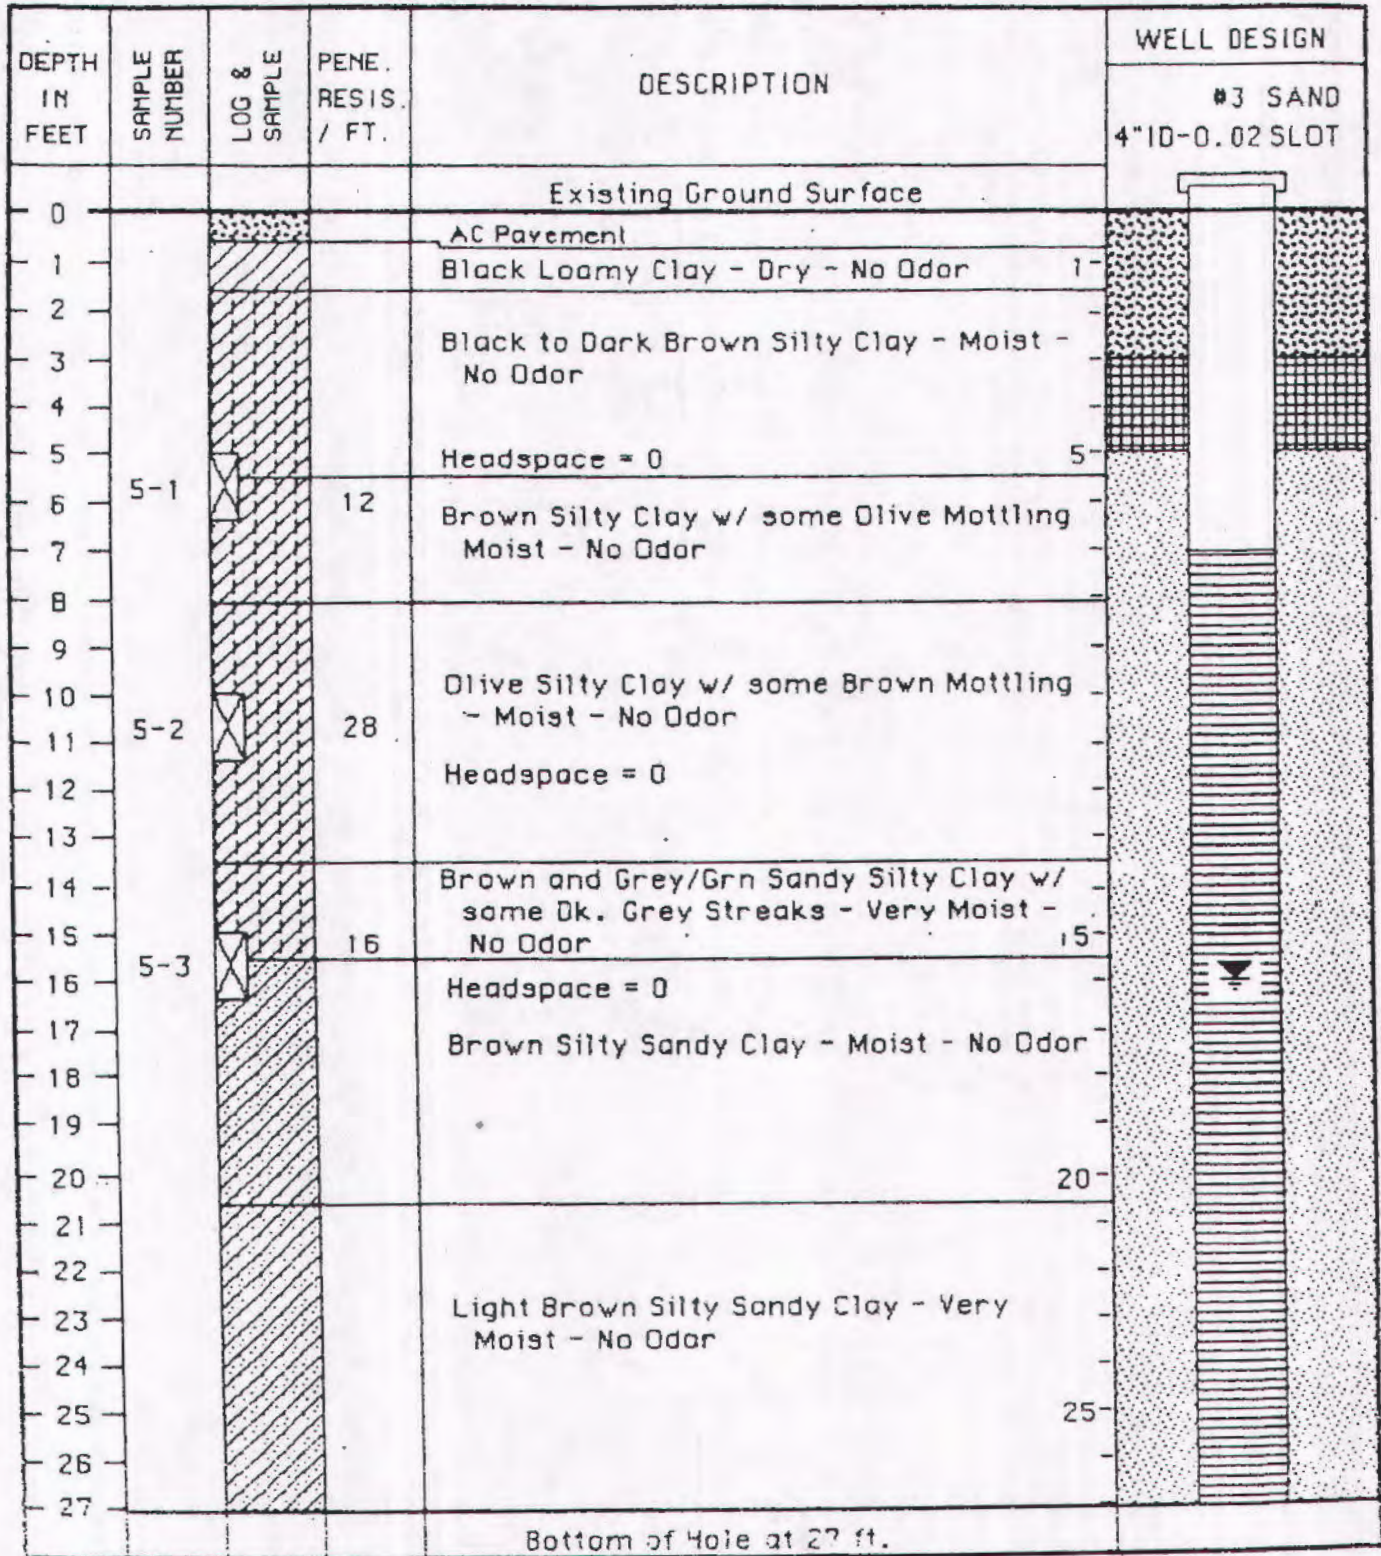 DEPTH
IN
FEET
SAMPLE
NUMBER
LOG &
SAMPLE
PENE.
RESIS.
/ FT.
DESCRIPTION
WELL DESIGN
#3 SAND
4"ID-0.02 SLOT
Existing Ground Surface
0
AC Pavement
1
Black Loamy Clay - Dry - No Odor
1
2
Black to Dark Brown Silty Clay - Moist -
3
No Odor
4
5
Headspace = 0
5
5-1
6
12
Brown Silty Clay w/ some Olive Mottling
7
Moist - No Odor
8
9
10
Olive Silty Clay w/ some Brown Mottling
5-2
11
28
- Moist - No Odor
12
Headspace = 0
13
14
Brown and Grey/Grn Sandy Silty Clay w/
some Dk. Grey Streaks - Very Moist -
15
16
No Odor
15
5-3
16
Headspace = 0
17
Brown Silty Sandy Clay - Moist - No Odor
18
19
20
20
21
22
23
Light Brown Silty Sandy Clay - Very
Moist - No Odor
24
25
25
26
27
Bottom of Hole at 27 ft.